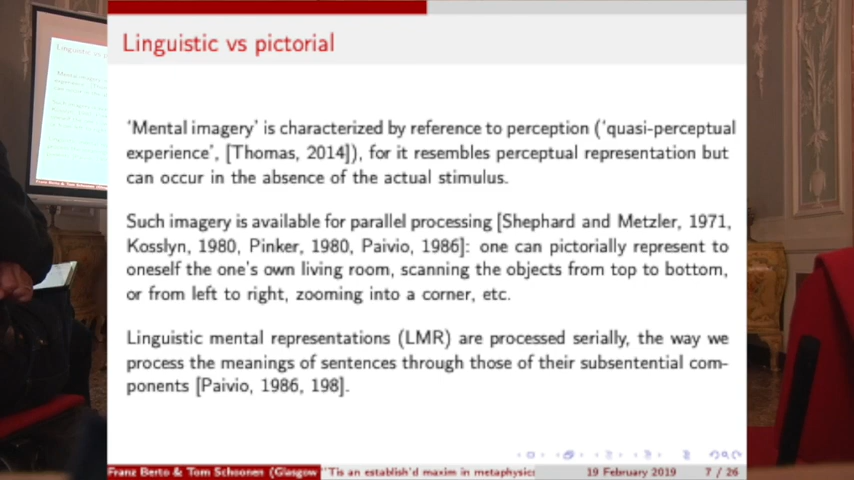 Linguistic vs pictorial
‘Mental imagery’ is characterized by reference to perception (‘quasi-perceptual
experience’, [Thomas, 2014]), for it resembles perceptual representation but
can occur in the absence of the actual stimulus.
Such imagery is available for parallel processing [Shephard and Metzler, 1971,
Kosslyn, 1980, Pinker, 1980, Paivio, 1986]: one can pictorially represent to
oneself the one's own living room, scanning the objects from top to bottom,
or from left to right, zooming into a corner, etc.
Linguistic mental representations (LMR) are processed serially, the way we
process the meanings of sentences through those of their subsentential com-
ponents [Paivio, 1986, 198].
Franz Berto & Tom Schoonen (Glasgow
'Tis an establish'd maxim in metaphysics
19 February 2019
7 / 26